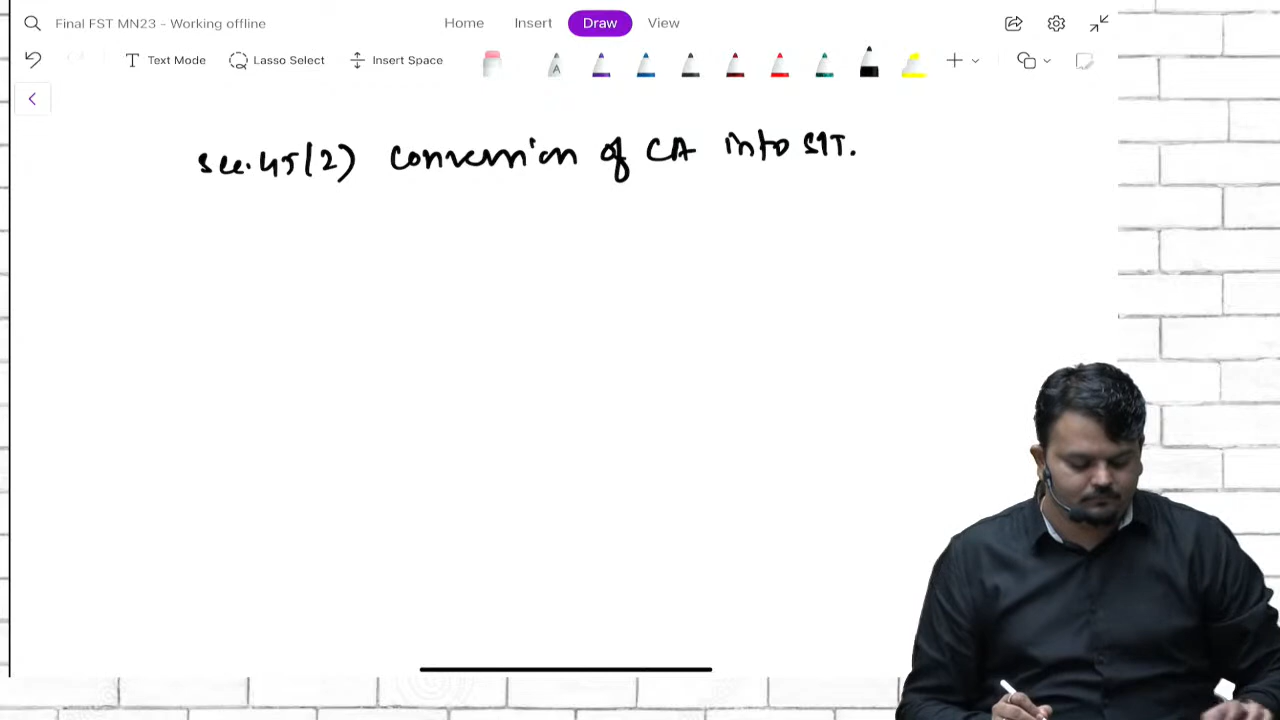 Final FST MN23 - Working offline Home Insert Draw View
T Text Mode Lasso Select Insert Space A
sec.45(2) Conversion of CA into SIT.